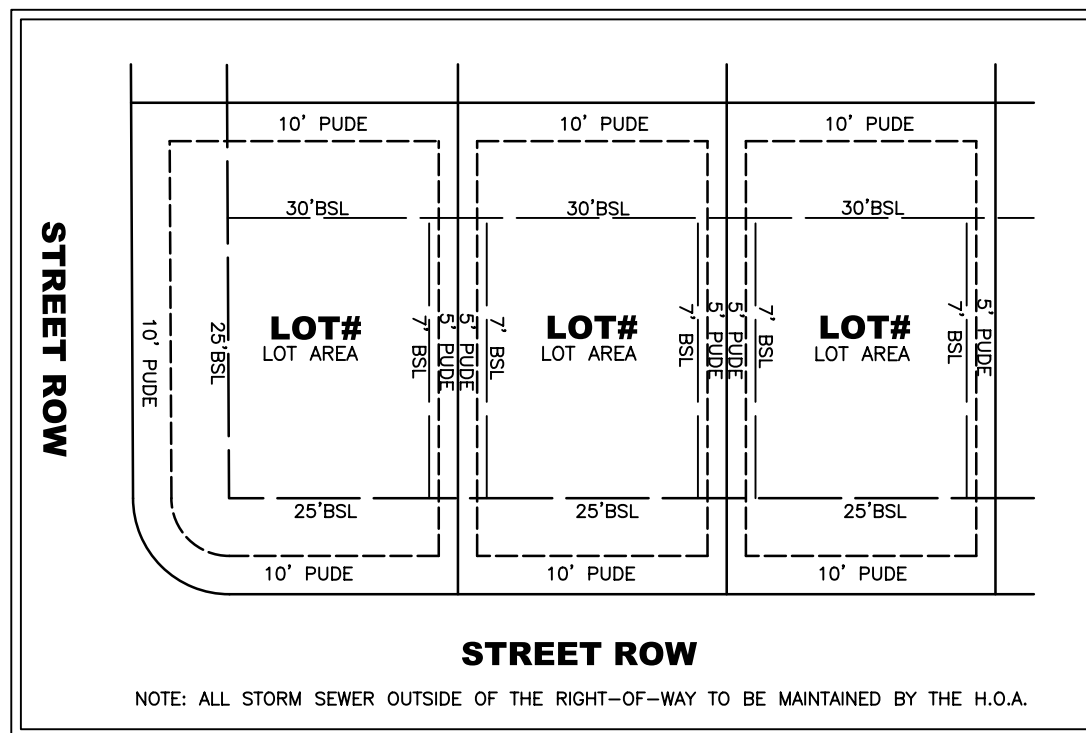 10' PUDE
10' PUDE
10' PUDE
30'BSL
30'BSL
30'BSL
STREET ROW
10' PUDE
25'BSL
LOT#
LOT AREA
7' BSL
5' PUDE
5' PUDE
7' BSL
LOT#
LOT AREA
7' BSL
5' PUDE
5' PUDE
7' BSL
LOT#
LOT AREA
7' BSL
5' PUDE
25'BSL
25'BSL
25'BSL
10' PUDE
10' PUDE
10' PUDE
STREET ROW
NOTE: ALL STORM SEWER OUTSIDE OF THE RIGHT-OF-WAY TO BE MAINTAINED BY THE H.O.A.